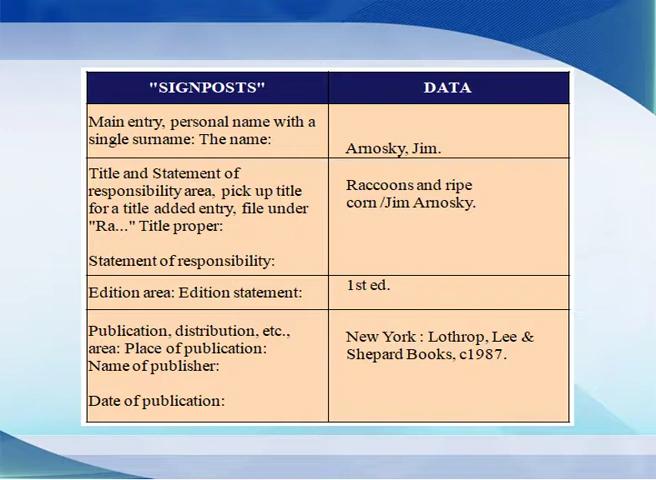 "SIGNPOSTS"
DATA
Main entry, personal name with a
single surname: The name:
Arnosky, Jim.
Title and Statement of
responsibility area, pick up title
for a title added entry, file under
"Ra..." Title proper:
Statement of responsibility:
Raccoons and ripe
corn /Jim Arnosky.
Edition area: Edition statement:
1st ed.
Publication, distribution, etc.,
area: Place of publication:
Name of publisher:
Date of publication:
New York : Lothrop, Lee &
Shepard Books, c1987.